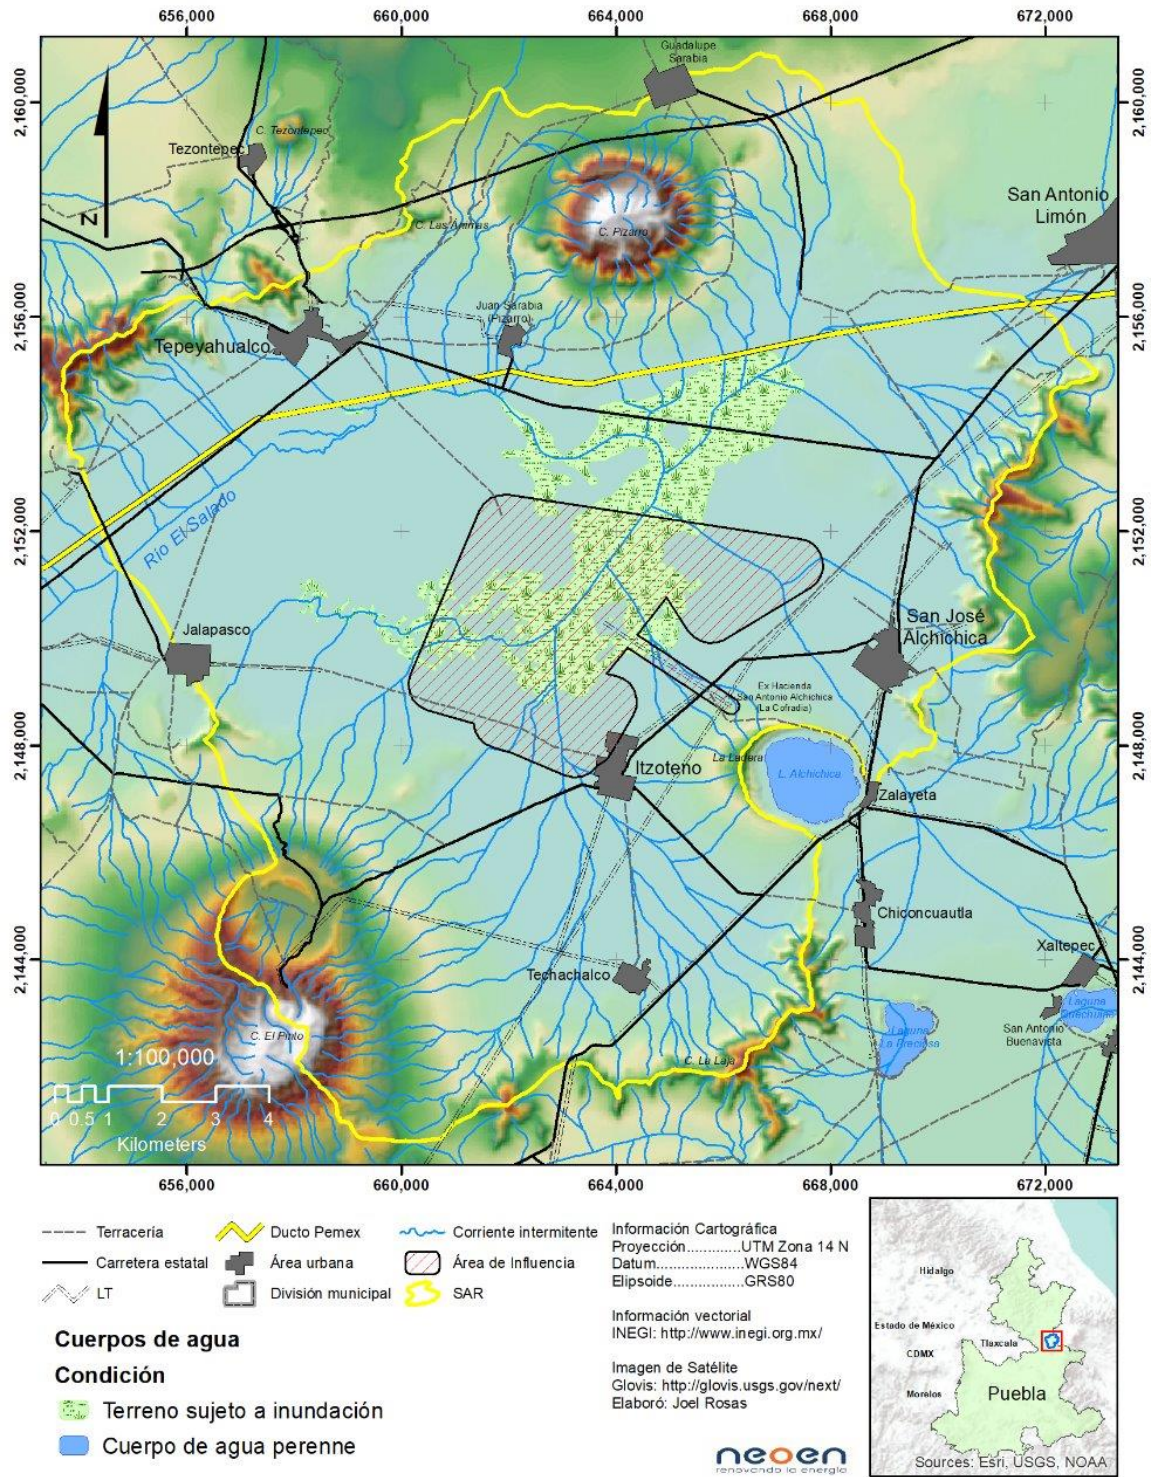 656,000
660,000
664,000
668,000
672,000
2,160,000
2,160,000
Guadalupe
Sarabia
C. Tezontepec
Tezontepec
San Antonio
Limón
N
C. Las Animas
C. Pizarro
2,156,000
2,156,000
Juan Sarabia
(Pizarro)
Tepeyahualco
2,152,000
2,152,000
Río El Salado
Jalapasco
San José
Alchichica
Ex Hacienda
San Antonio Alchichica
(La Cofradia)
2,148,000
2,148,000
Itzoteno
La Ladera
L. Alchichica
Zalayeta
Chiconcuautla
2,144,000
2,144,000
Xaltepec
Techachalco
Laguna
Quechulac
San Antonio
Buenavista
Laguna
La Preciosa
C. El Pinto
C. La Laja
1:100,000
0 0.5 1 2 3 4
Kilometers
656,000
660,000
664,000
668,000
672,000
Terracería
Ducto Pemex
Corriente intermitente
Carretera estatal
Área urbana
Área de Influencia
LT
División municipal
SAR
Cuerpos de agua
Condición
Terreno sujeto a inundación
Cuerpo de agua perenne
Información Cartográfica
Proyección.............UTM Zona 14 N
Datum.....................WGS84
Elipsoide..................GRS80
Información vectorial
INEGI: http://www.inegi.org.mx/
Imagen de Satélite
Glovis: http://glovis.usgs.gov/next/
Elaboró: Joel Rosas
neoen
renovando la energía
Hidalgo
Estado de México
Tlaxcala
CDMX
Morelos
Puebla
Sources: Esri, USGS, NOAA